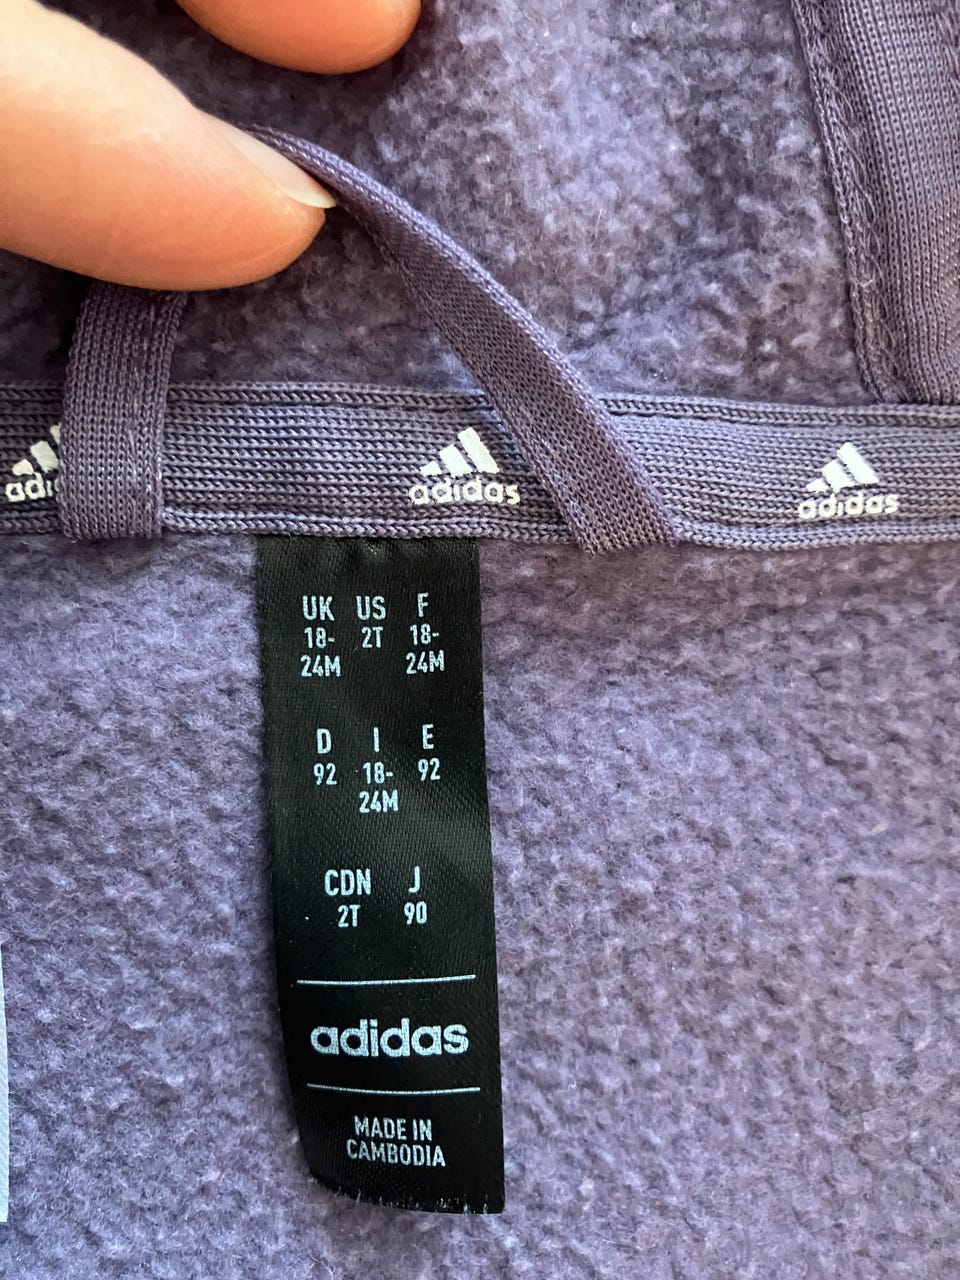 adi
adidas
adidas
UK US F
18- 2T 18-
24M 24M
D I E
92 18- 92
24M
CDN J
2T 90
adidas
MADE IN
CAMBODIA